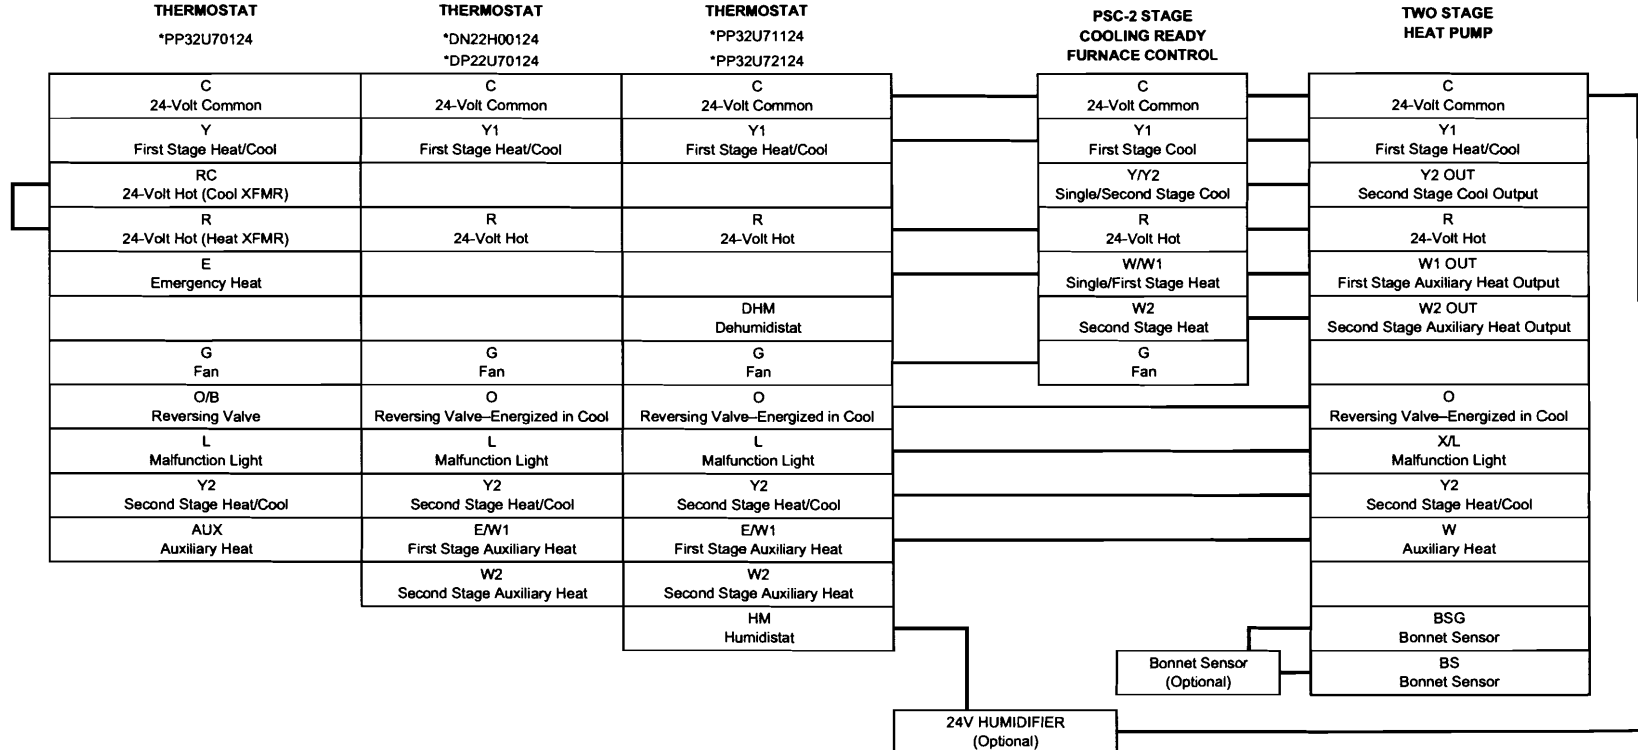 THERMOSTAT
*PP32U70124
THERMOSTAT
*DN22H00124
*DP22U70124
THERMOSTAT
*PP32U71124
*PP32U72124
PSC-2 STAGE
COOLING READY
FURNACE CONTROL
TWO STAGE
HEAT PUMP
C
24-Volt Common
Y
First Stage Heat/Cool
RC
24-Volt Hot (Cool XFMR)
R
24-Volt Hot (Heat XFMR)
E
Emergency Heat
G
Fan
O/B
Reversing Valve
L
Malfunction Light
Y2
Second Stage Heat/Cool
AUX
Auxiliary Heat
C
24-Volt Common
Y1
First Stage Heat/Cool
R
24-Volt Hot
G
Fan
O
Reversing Valve–Energized in Cool
L
Malfunction Light
Y2
Second Stage Heat/Cool
E/W1
First Stage Auxiliary Heat
W2
Second Stage Auxiliary Heat
C
24-Volt Common
Y1
First Stage Heat/Cool
R
24-Volt Hot
DHM
Dehumidistat
G
Fan
O
Reversing Valve–Energized in Cool
L
Malfunction Light
Y2
Second Stage Heat/Cool
E/W1
First Stage Auxiliary Heat
W2
Second Stage Auxiliary Heat
HM
Humidistat
C
24-Volt Common
Y1
First Stage Cool
Y/Y2
Single/Second Stage Cool
R
24-Volt Hot
W/W1
Single/First Stage Heat
W2
Second Stage Heat
G
Fan
C
24-Volt Common
Y1
First Stage Heat/Cool
Y2 OUT
Second Stage Cool Output
R
24-Volt Hot
W1 OUT
First Stage Auxiliary Heat Output
W2 OUT
Second Stage Auxiliary Heat Output
O
Reversing Valve–Energized in Cool
X/L
Malfunction Light
Y2
Second Stage Heat/Cool
W
Auxiliary Heat
BSG
Bonnet Sensor
BS
Bonnet Sensor
Bonnet Sensor
(Optional)
24V HUMIDIFIER
(Optional)